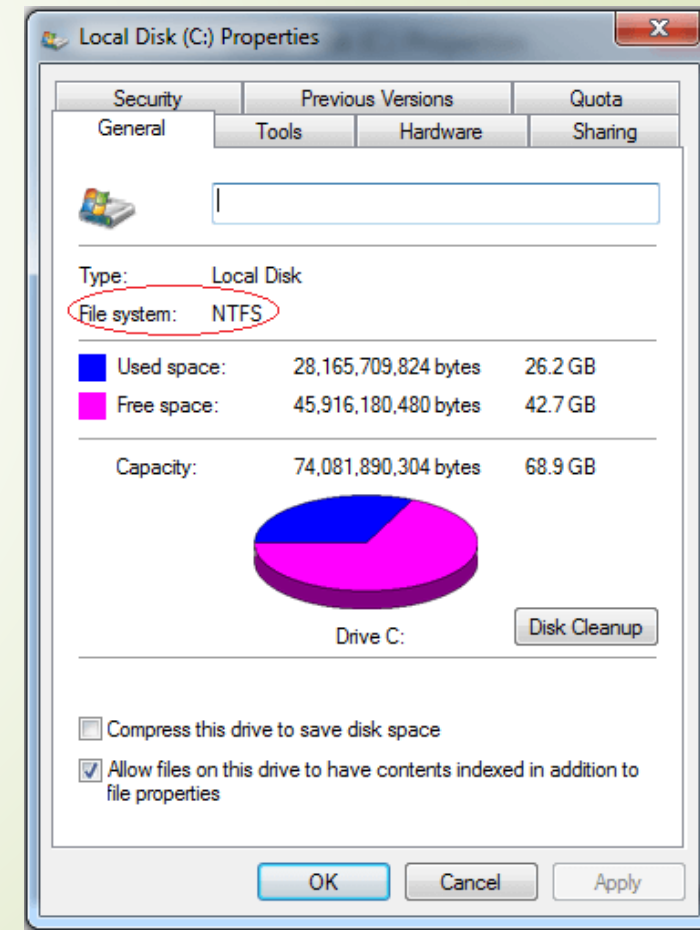 Local Disk (C:) Properties
Security Previous Versions Quota
General Tools Hardware Sharing
Type: Local Disk
File system: NTFS
Used space: 28,165,709,824 bytes 26.2 GB
Free space: 45,916,180,480 bytes 42.7 GB
Capacity: 74,081,890,304 bytes 68.9 GB
Drive C:
Disk Cleanup
Compress this drive to save disk space
Allow files on this drive to have contents indexed in addition to
file properties
OK Cancel Apply